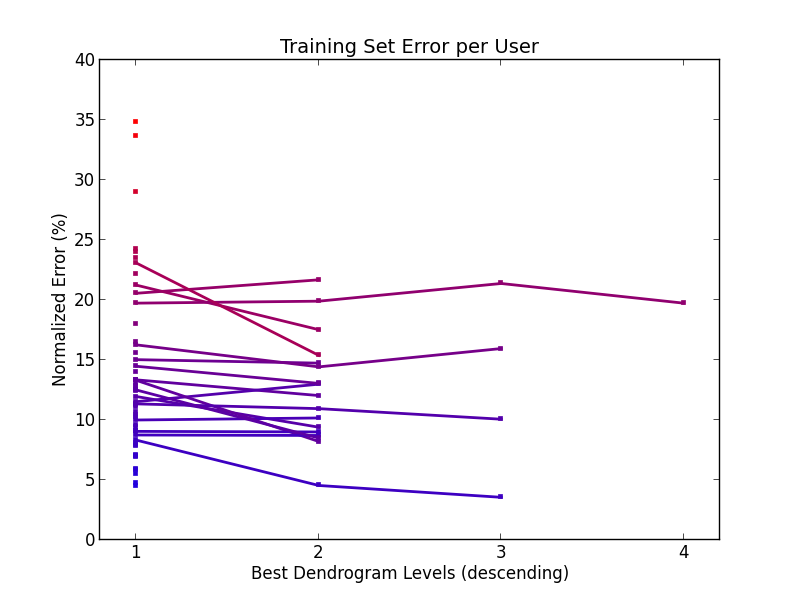 Training Set Error per User
Normalized Error (%)
40
35
30
25
20
15
10
5
0
1 2 3 4
Best Dendrogram Levels (descending)